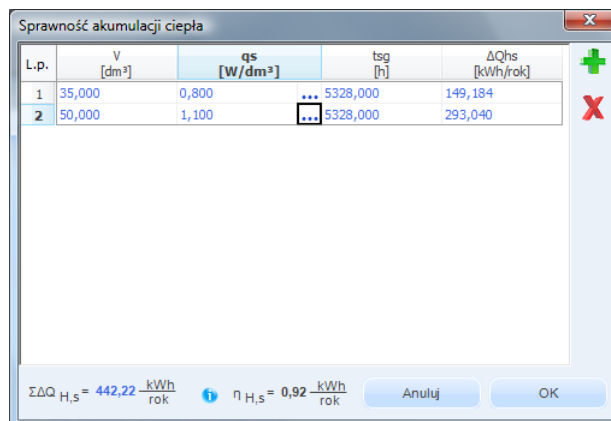 Sprawność akumulacji ciepła
L.p. V [dm³] qs [W/dm³] tsg [h] ΔQhs [kWh/rok]
1 35,000 0,800 ... 5328,000 149,184
2 50,000 1,100 ... 5328,000 293,040
ΣΔQ H,s = 442,22 kWh/rok i η H,s = 0,92 kWh/rok Anuluj OK